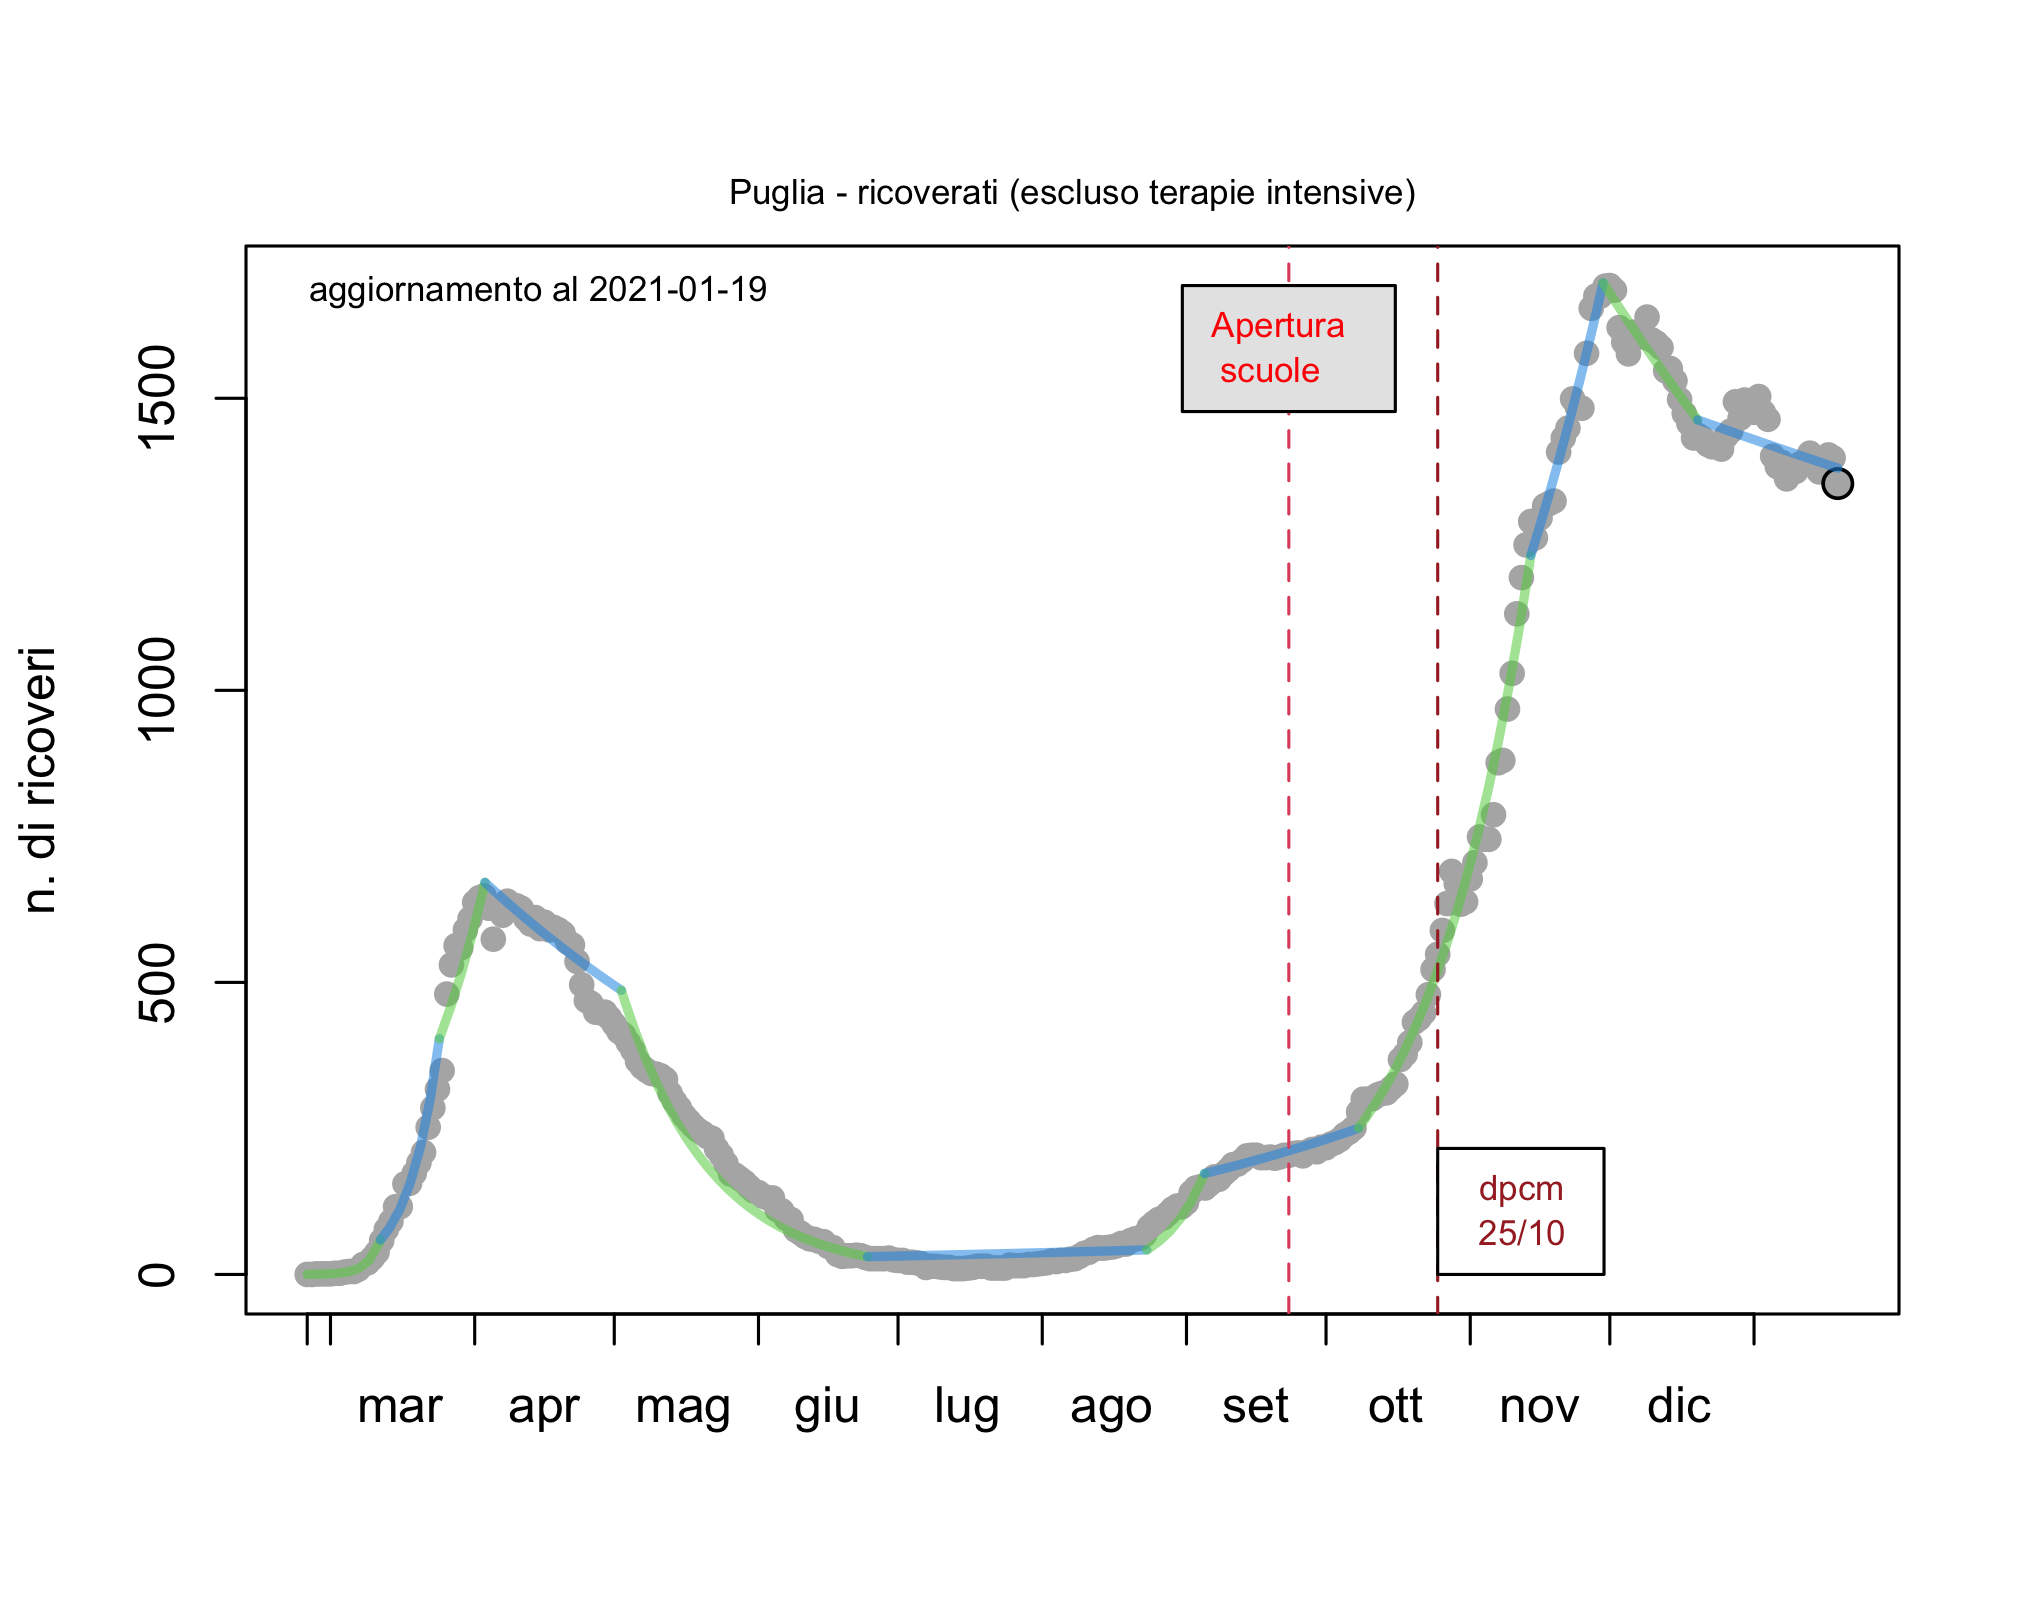 Puglia - ricoverati (escluso terapie intensive)
aggiornamento al 2021-01-19
Apertura
scuole
dpcm
25/10
n. di ricoveri
1500
1000
500
0
mar apr mag giu lug ago set ott nov dic